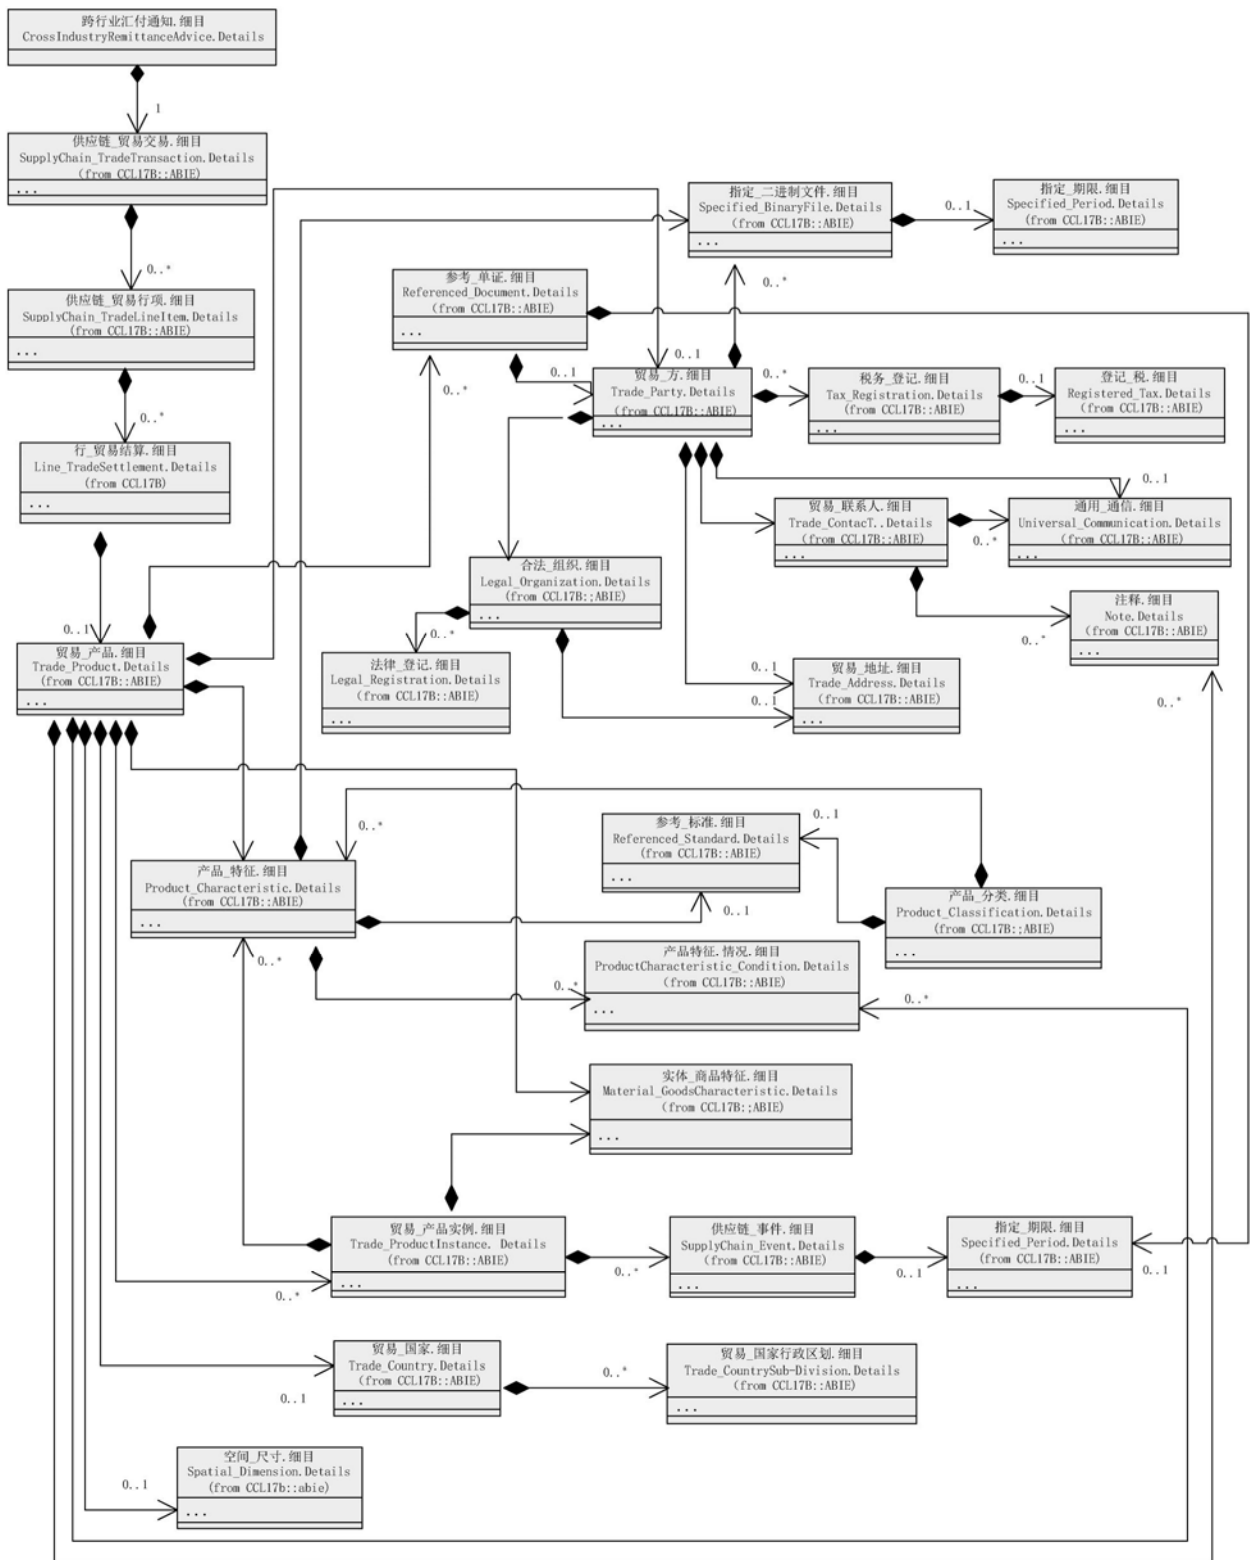 跨行业汇付通知.细目
CrossIndustryRemittanceAdvice.Details
1
供应链_贸易交易.细目
SupplyChain_TradeTransaction.Details
(from CCL17B::ABIE)
...
0..*
供应链_贸易行项.细目
SupplyChain_TradeLineItem.Details
(from CCL17B::ABIE)
...
0..*
行_贸易结算.细目
Line_TradeSettlement.Details
(from CCL17B)
...
0..1
贸易_产品.细目
Trade_Product.Details
(from CCL17B::ABIE)
...
指定_二进制文件.细目
Specified_BinaryFile.Details
(from CCL17B::ABIE)
...
0..1
指定_期限.细目
Specified_Period.Details
(from CCL17B::ABIE)
...
0..*
参考_单证.细目
Referenced_Document.Details
(from CCL17B::ABIE)
...
0..*
0..1
0..1
贸易_方.细目
Trade_Party.Details
(from CCL17B::ABIE)
...
0..*
税务_登记.细目
Tax_Registration.Details
(from CCL17B::ABIE)
...
0..1
登记_税.细目
Registered_Tax.Details
(from CCL17B::ABIE)
...
0..1
贸易_联系人.细目
Trade_ContacT..Details
(from CCL17B::ABIE)
...
0..*
通用_通信.细目
Universal_Communication.Details
(from CCL17B::ABIE)
...
合法_组织.细目
Legal_Organization.Details
(from CCL17B:;ABIE)
...
0..*
注释.细目
Note.Details
(from CCL17B::ABIE)
...
0..*
0..*
法律_登记.细目
Legal_Registration.Details
(from CCL17B::ABIE)
...
0..1
0..1
贸易_地址.细目
Trade_Address.Details
(from CCL17B::ABIE)
...
0..*
产品_特征.细目
Product_Characteristic.Details
(from CCL17B::ABIE)
...
0..1
参考_标准.细目
Referenced_Standard.Details
(from CCL17B::ABIE)
...
0..1
产品_分类.细目
Product_Classification.Details
(from CCL17B::ABIE)
...
0..*
0..*
产品特征.情况.细目
ProductCharacteristic_Condition.Details
(from CCL17B::ABIE)
...
0..*
实体_商品特征.细目
Material_GoodsCharacteristic.Details
(from CCL17B:;ABIE)
...
贸易_产品实例.细目
Trade_ProductInstance. Details
(from CCL17B::ABIE)
...
0..*
0..*
供应链_事件.细目
SupplyChain_Event.Details
(from CCL17B::ABIE)
...
0..1
指定_期限.细目
Specified_Period.Details
(from CCL17B::ABIE)
...
0..1
贸易_国家.细目
Trade_Country.Details
(from CCL17B::ABIE)
...
0..1
0..*
贸易_国家行政区划.细目
Trade_CountrySub-Division.Details
(from CCL17B::ABIE)
...
空间_尺寸.细目
Spatial_Dimension.Details
(from CCL17b::abie)
...
0..1